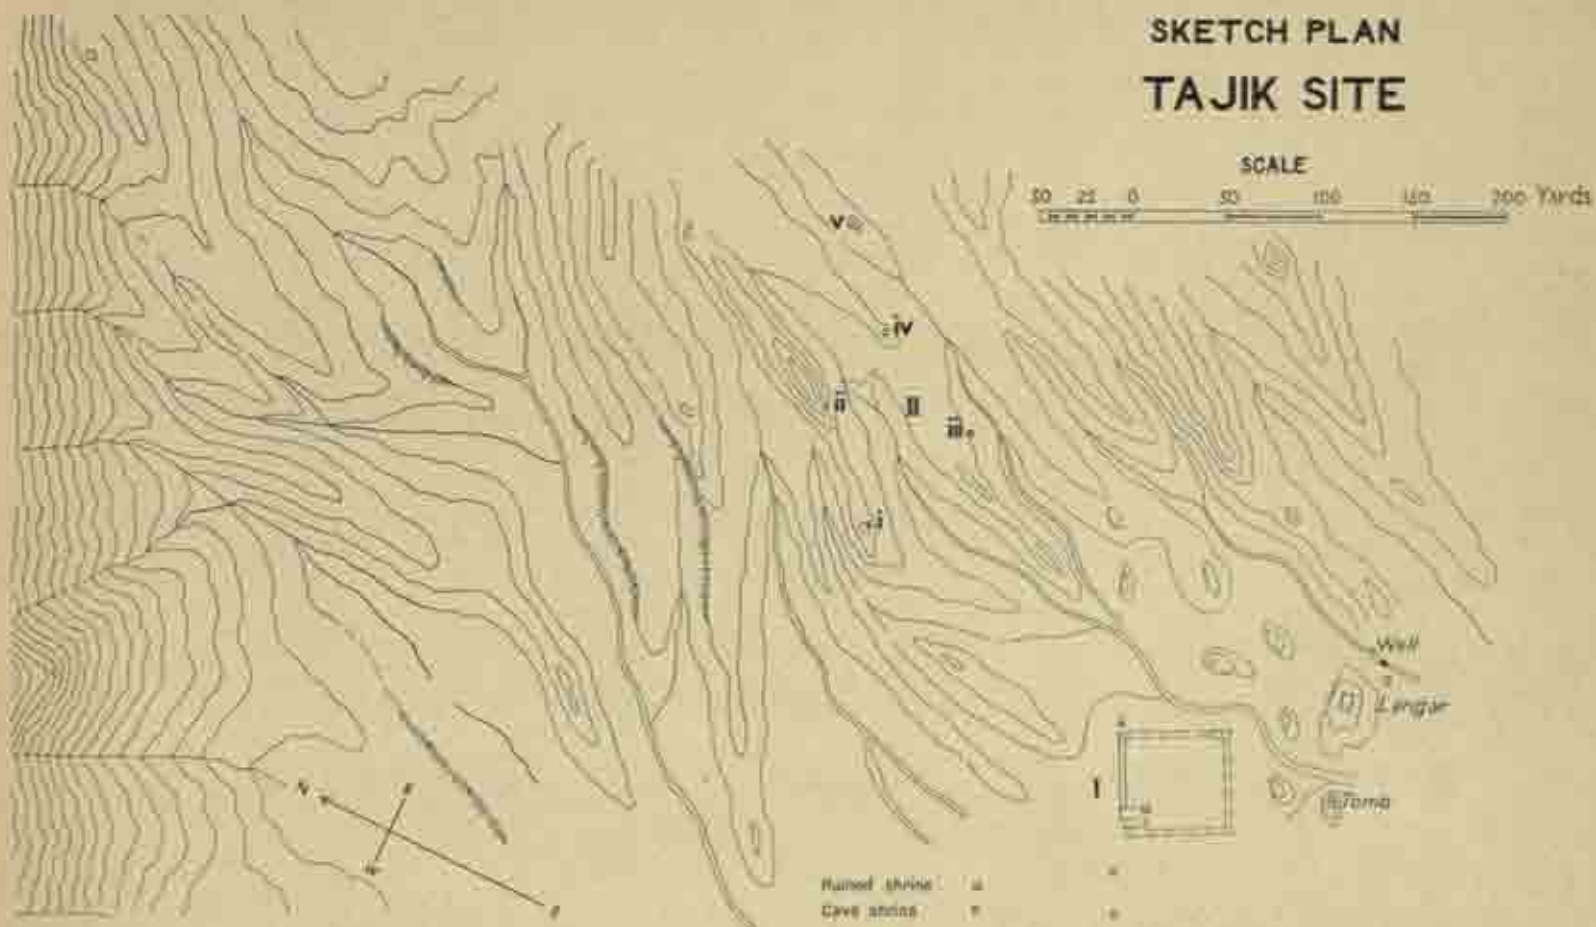 SKETCH PLAN
TAJIK SITE
SCALE
50 25 0 50 100 150 200 Yards
V
IV
ii
II
iii
i
Well
Langar
I
Tomb
N
E
W
S
Ruined shrine
Cave shrine